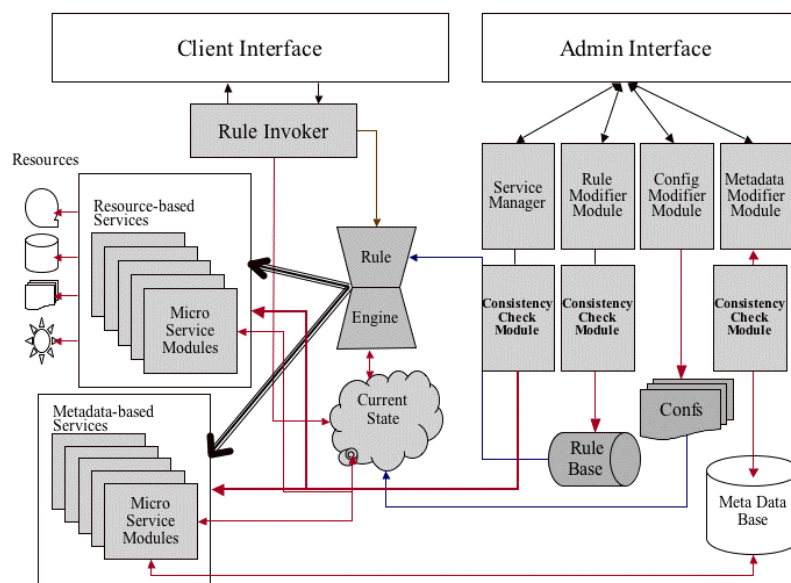 Client Interface
Admin Interface
Rule Invoker
Resources
Resource-based
Services
Micro
Service
Modules
Rule
Engine
Service
Manager
Rule
Modifier
Module
Config
Modifier
Module
Metadata
Modifier
Module
Consistency
Check
Module
Consistency
Check
Module
Consistency
Check
Module
Current
State
Confs
Rule
Base
Meta Data
Base
Metadata-based
Services
Micro
Service
Modules